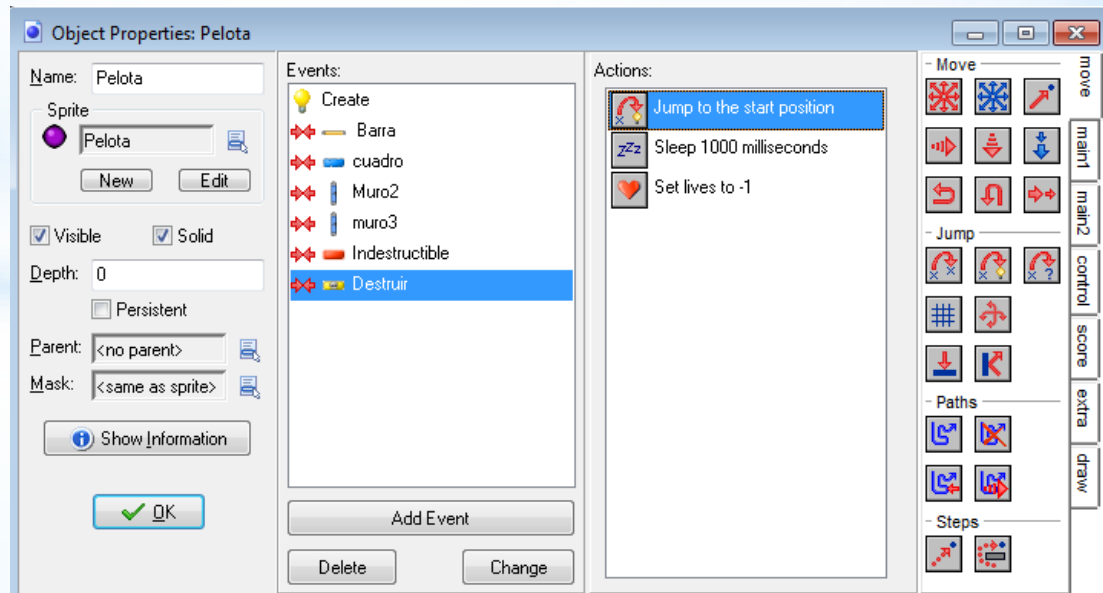 Object Properties: Pelota
Name: Pelota
Sprite
Pelota
New Edit
Visible Solid
Depth: 0
Persistent
Parent: <no parent>
Mask: <same as sprite>
Show Information
OK
Events:
Create
Barra
cuadro
Muro2
muro3
Indestructible
Destruir
Add Event
Delete Change
Actions:
Jump to the start position
zZz Sleep 1000 milliseconds
Set lives to -1
Move
Jump
Paths
Steps
move
main1
main2
control
score
extra
draw